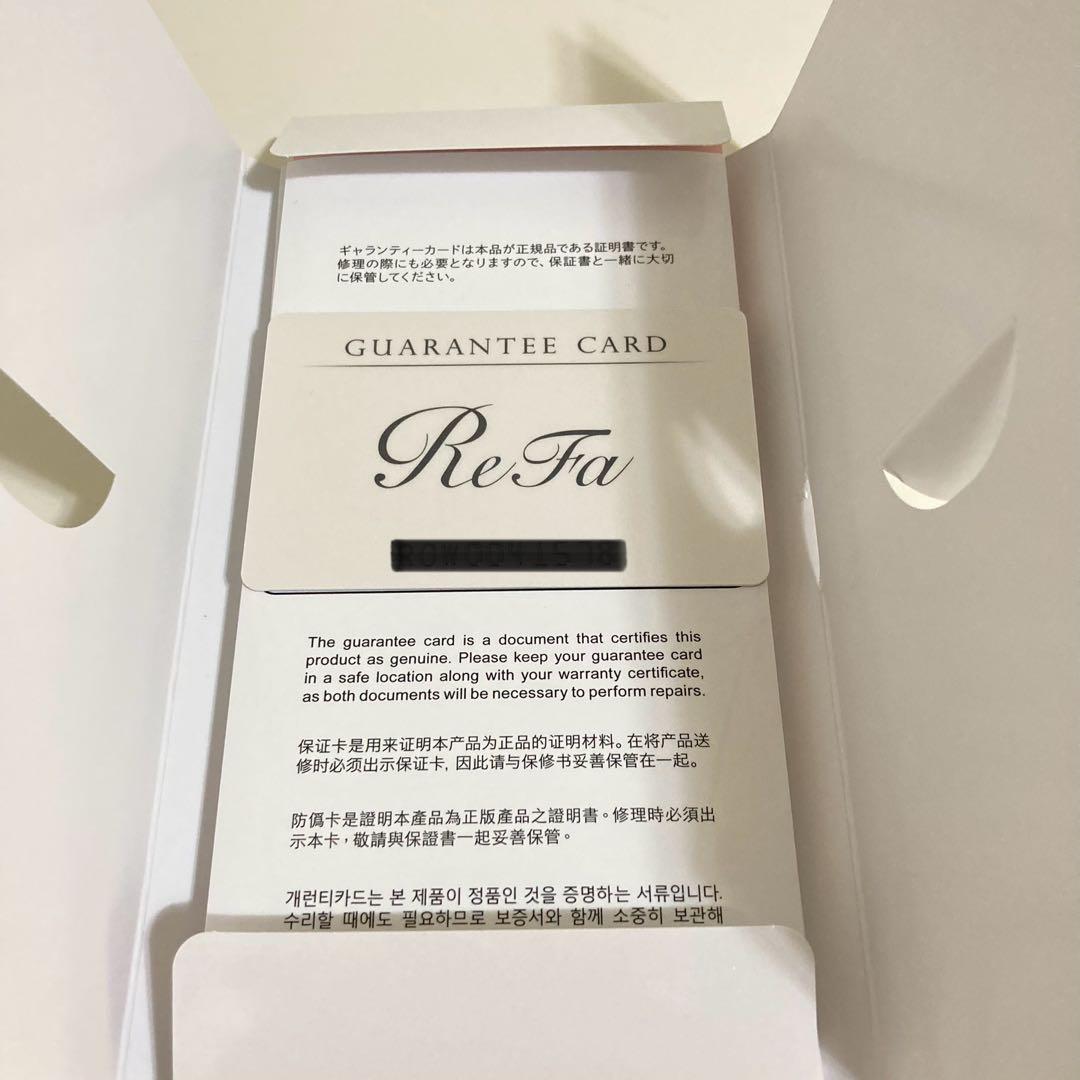 ギャランティーカードは本品が正規品である証明書です。
修理の際にも必要となりますので、保証書と一緒に大切
に保管してください。
GUARANTEE CARD
ReFa
The guarantee card is a document that certifies this
product as genuine. Please keep your guarantee card
in a safe location along with your warranty certificate,
as both documents will be necessary to perform repairs.
保证卡是用来证明本产品为正品的证明材料。在将产品送
修时必须出示保证卡, 因此请与保修书妥善保管在一起。
防僞卡是證明本產品為正版產品之證明書。修理時必須出
示本卡，敬請與保證書一起妥善保管。
개런티카드는 본 제품이 정품인 것을 증명하는 서류입니다.
수리할 때에도 필요하므로 보증서와 함께 소중히 보관해